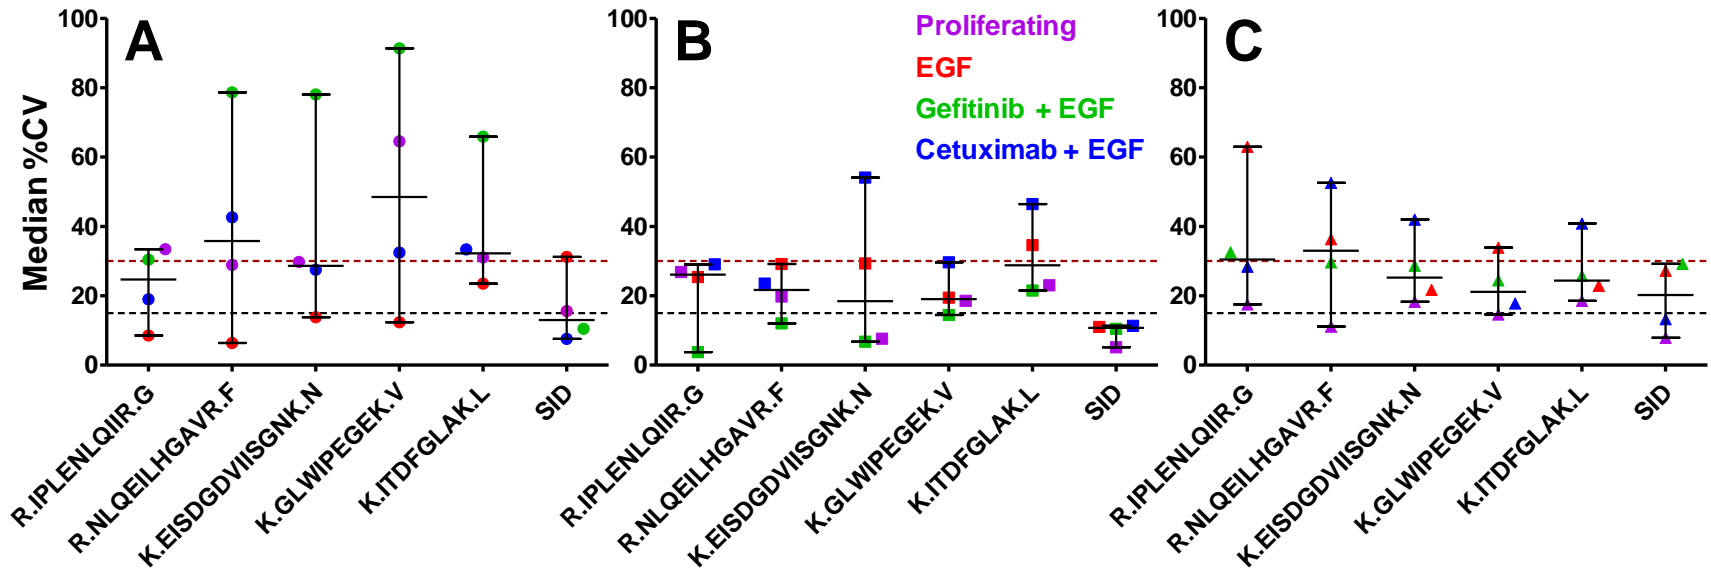 A
B
C
Proliferating
EGF
Gefitinib + EGF
Cetuximab + EGF
Median %CV
100
80
60
40
20
0
R.IPLENLQIIR.G
R.NLQEILHGAVR.F
K.EISDGDVIISGNK.N
K.GLWIPEGEK.V
K.ITDFGLAK.L
SID
100
80
60
40
20
0
R.IPLENLQIIR.G
R.NLQEILHGAVR.F
K.EISDGDVIISGNK.N
K.GLWIPEGEK.V
K.ITDFGLAK.L
SID
100
80
60
40
20
0
R.IPLENLQIIR.G
R.NLQEILHGAVR.F
K.EISDGDVIISGNK.N
K.GLWIPEGEK.V
K.ITDFGLAK.L
SID